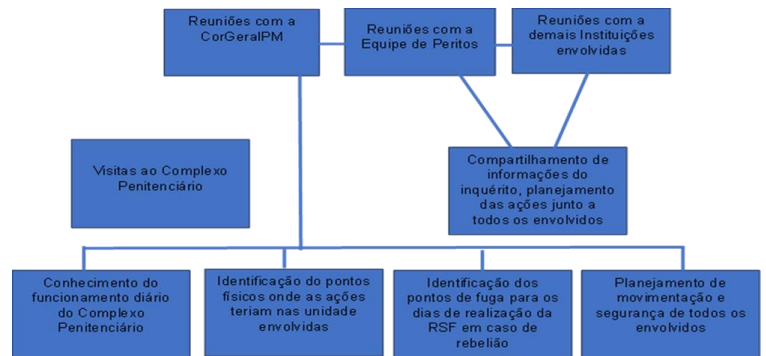 Reuniões com a
CorGeralPM
Reuniões com a
Equipe de Peritos
Reuniões com a
demais Instituições
envolvidas
Visitas ao Complexo
Penitenciário
Compartilhamento de
informações do
inquérito, planejamento
das ações junto a
todos os envolvidos
Conhecimento do
funcionamento diário
do Complexo
Penitenciário
Identificação do pontos
físicos onde as ações
teriam nas unidade
envolvidas
Identificação dos
pontos de fuga para os
dias de realização da
RSF em caso de
rebelião
Planejamento de
movimentação e
segurança de todos os
envolvidos